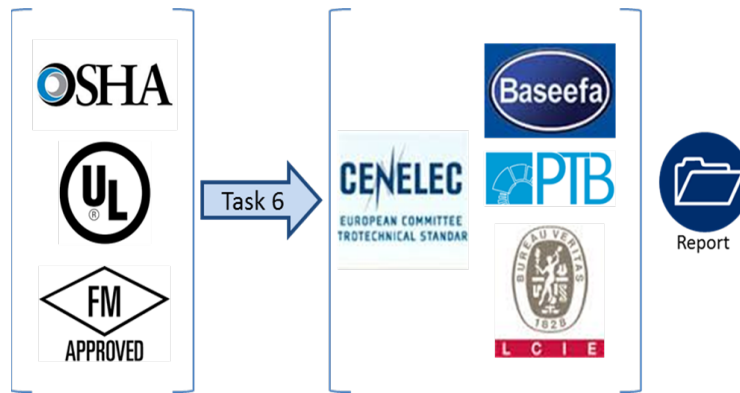 OSHA
UL
®
FM
APPROVED
Task 6
CENELEC
EUROPEAN COMMITTEE
TROTECHNICAL STANDAR
Baseefa
PTB
BUREAU VERITAS
1828
LCIE
Report